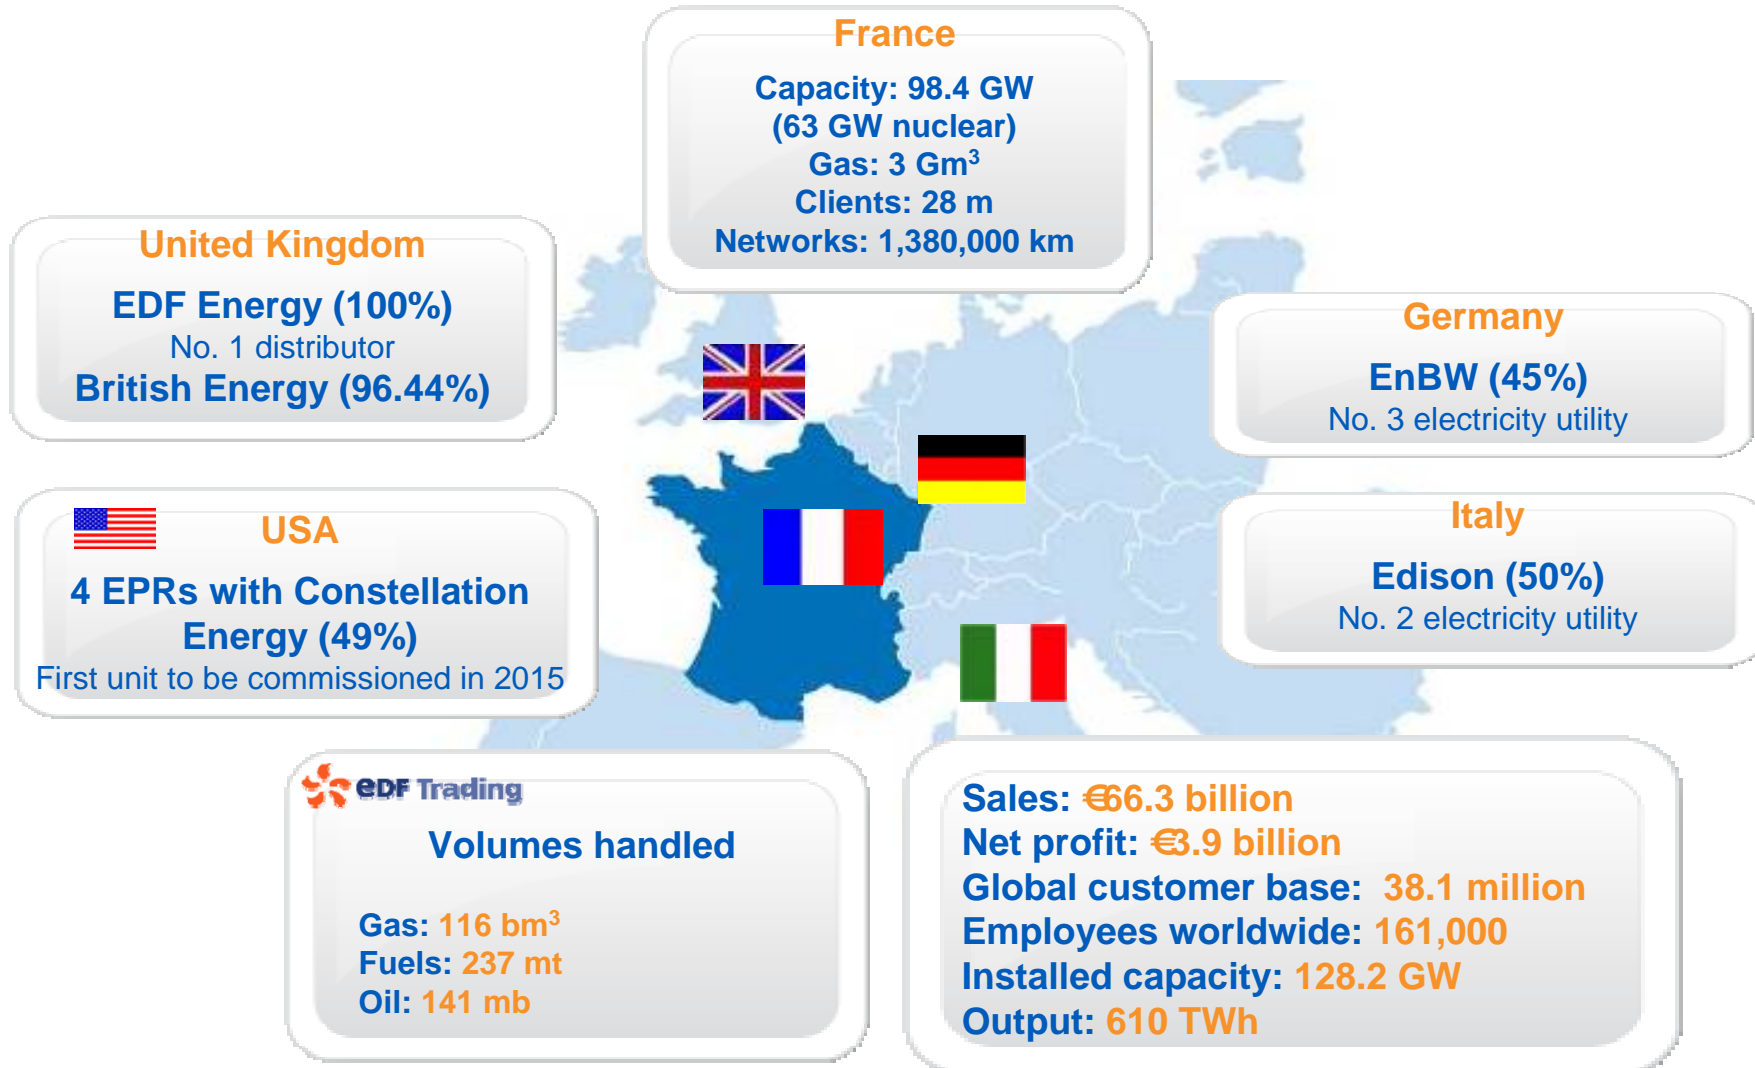 France
Capacity: 98.4 GW
(63 GW nuclear)
Gas: 3 Gm³
Clients: 28 m
Networks: 1,380,000 km
United Kingdom
EDF Energy (100%)
No. 1 distributor
British Energy (96.44%)
Germany
EnBW (45%)
No. 3 electricity utility
USA
4 EPRs with Constellation
Energy (49%)
First unit to be commissioned in 2015
Italy
Edison (50%)
No. 2 electricity utility
eDF Trading
Volumes handled
Gas: 116 bm³
Fuels: 237 mt
Oil: 141 mb
Sales: €66.3 billion
Net profit: €3.9 billion
Global customer base: 38.1 million
Employees worldwide: 161,000
Installed capacity: 128.2 GW
Output: 610 TWh